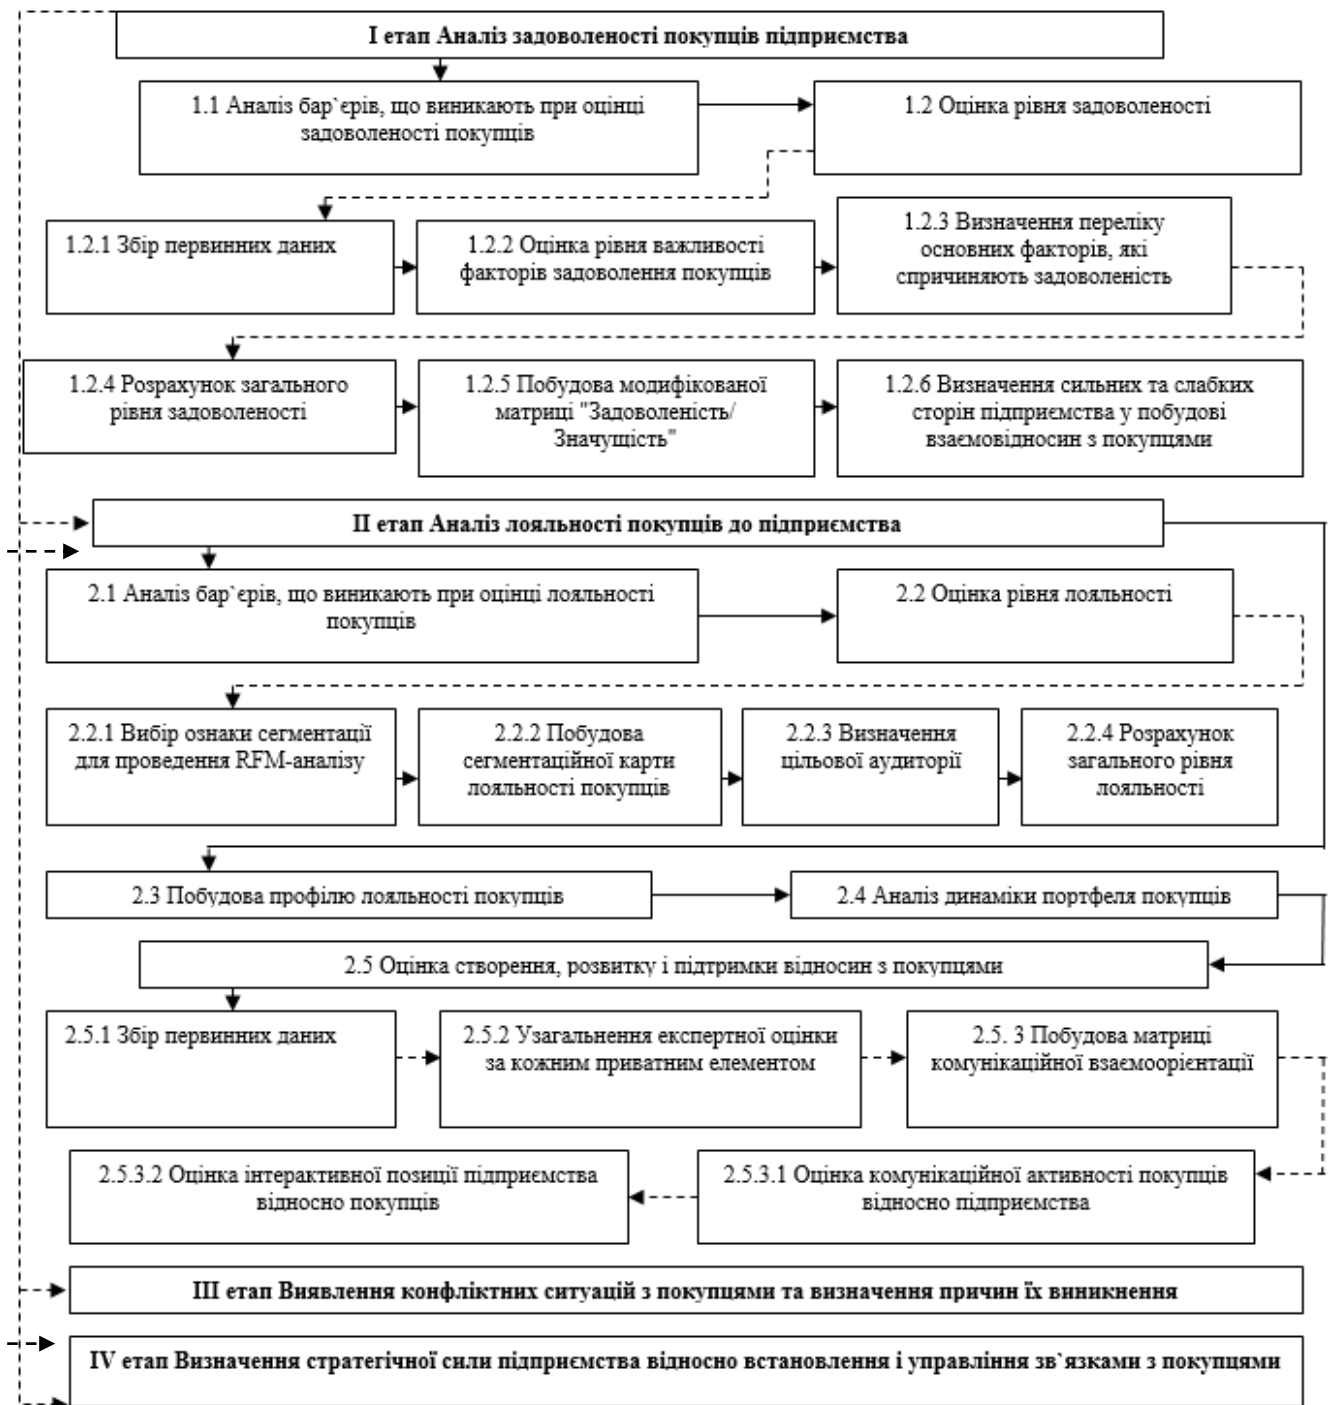 І етап Аналіз задоволеності покупців підприємства
1.1 Аналіз бар`єрів, що виникають при оцінці
задоволеності покупців
1.2 Оцінка рівня задоволеності
1.2.1 Збір первинних даних
1.2.2 Оцінка рівня важливості
факторів задоволення покупців
1.2.3 Визначення переліку
основних факторів, які
спричиняють задоволеність
1.2.4 Розрахунок загального
рівня задоволеності
1.2.5 Побудова модифікованої
матриці "Задоволеність/
Значущість"
1.2.6 Визначення сильних та слабких
сторін підприємства у побудові
взаємовідносин з покупцями
ІІ етап Аналіз лояльності покупців до підприємства
2.1 Аналіз бар`єрів, що виникають при оцінці лояльності
покупців
2.2 Оцінка рівня лояльності
2.2.1 Вибір ознаки сегментації
для проведення RFM-аналізу
2.2.2 Побудова
сегментаційної карти
лояльності покупців
2.2.3 Визначення
цільової аудиторії
2.2.4 Розрахунок
загального рівня
лояльності
2.3 Побудова профілю лояльності покупців
2.4 Аналіз динаміки портфеля покупців
2.5 Оцінка створення, розвитку і підтримки відносин з покупцями
2.5.1 Збір первинних даних
2.5.2 Узагальнення експертної оцінки
за кожним приватним елементом
2.5. 3 Побудова матриці
комунікаційної взаємоорієнтації
2.5.3.2 Оцінка інтерактивної позиції підприємства
відносно покупців
2.5.3.1 Оцінка комунікаційної активності покупців
відносно підприємства
ІІІ етап Виявлення конфліктних ситуацій з покупцями та визначення причин їх виникнення
IV етап Визначення стратегічної сили підприємства відносно встановлення і управління зв`язками з покупцями